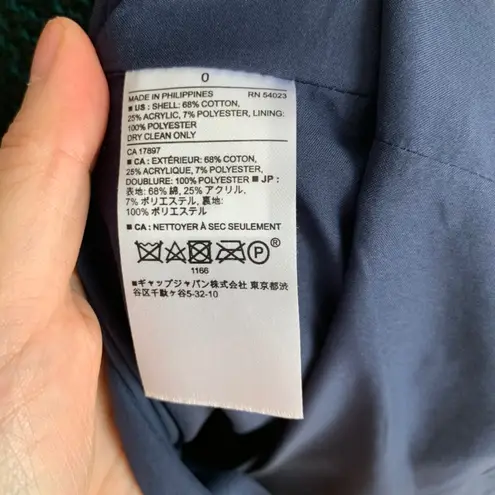 0
MADE IN PHILIPPINES RN 54023
■ US : SHELL: 68% COTTON,
25% ACRYLIC, 7% POLYESTER, LINING:
100% POLYESTER
DRY CLEAN ONLY
CA 17897
■ CA : EXTÉRIEUR: 68% COTON,
25% ACRYLIQUE, 7% POLYESTER,
DOUBLURE: 100% POLYESTER ■ JP :
表地: 68% 綿, 25% アクリル,
7% ポリエステル, 裏地:
100% ポリエステル
■ CA : NETTOYER À SEC SEULEMENT
P ®
1166
■ギャップジャパン株式会社 東京都渋
谷区千駄ヶ谷5-32-10